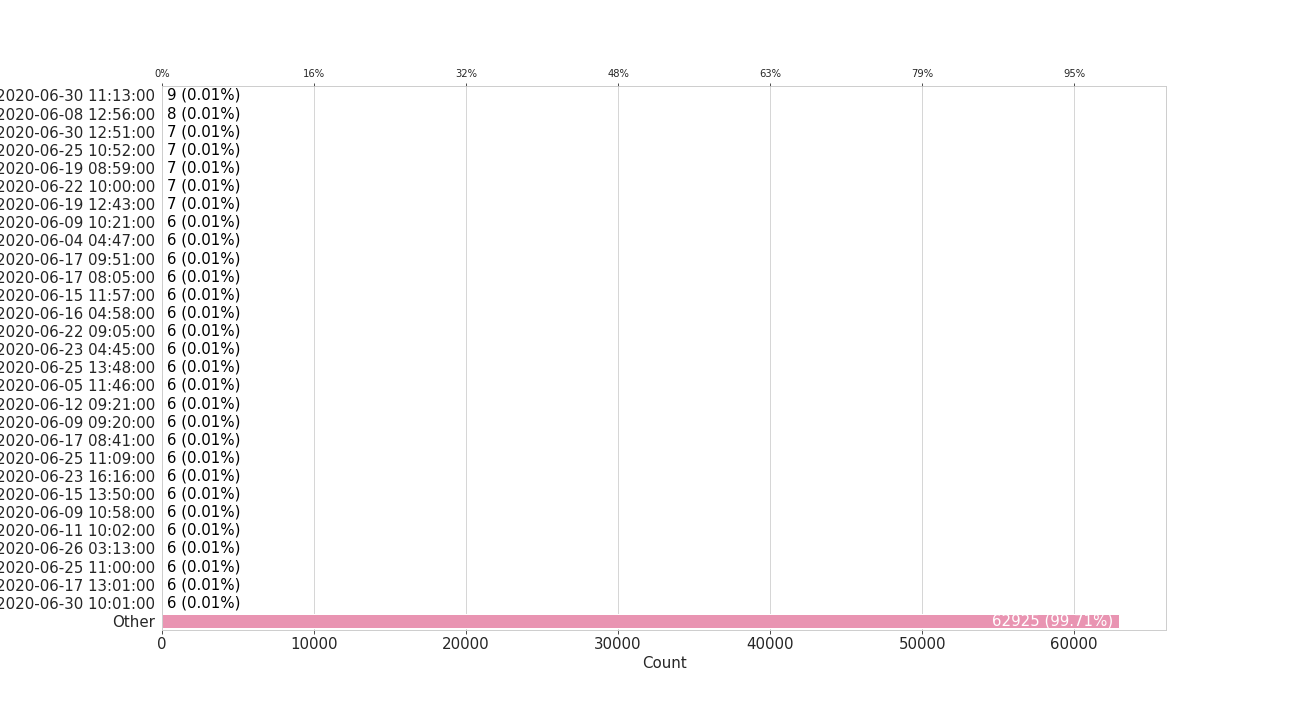 0% 16% 32% 48% 63% 79% 95%
2020-06-30 11:13:00 9 (0.01%)
2020-06-08 12:56:00 8 (0.01%)
2020-06-30 12:51:00 7 (0.01%)
2020-06-25 10:52:00 7 (0.01%)
2020-06-19 08:59:00 7 (0.01%)
2020-06-22 10:00:00 7 (0.01%)
2020-06-19 12:43:00 7 (0.01%)
2020-06-09 10:21:00 6 (0.01%)
2020-06-04 04:47:00 6 (0.01%)
2020-06-17 09:51:00 6 (0.01%)
2020-06-17 08:05:00 6 (0.01%)
2020-06-15 11:57:00 6 (0.01%)
2020-06-16 04:58:00 6 (0.01%)
2020-06-22 09:05:00 6 (0.01%)
2020-06-23 04:45:00 6 (0.01%)
2020-06-25 13:48:00 6 (0.01%)
2020-06-05 11:46:00 6 (0.01%)
2020-06-12 09:21:00 6 (0.01%)
2020-06-09 09:20:00 6 (0.01%)
2020-06-17 08:41:00 6 (0.01%)
2020-06-25 11:09:00 6 (0.01%)
2020-06-23 16:16:00 6 (0.01%)
2020-06-15 13:50:00 6 (0.01%)
2020-06-09 10:58:00 6 (0.01%)
2020-06-11 10:02:00 6 (0.01%)
2020-06-26 03:13:00 6 (0.01%)
2020-06-25 11:00:00 6 (0.01%)
2020-06-17 13:01:00 6 (0.01%)
2020-06-30 10:01:00 6 (0.01%)
Other 62925 (99.71%)
0 10000 20000 30000 40000 50000 60000
Count